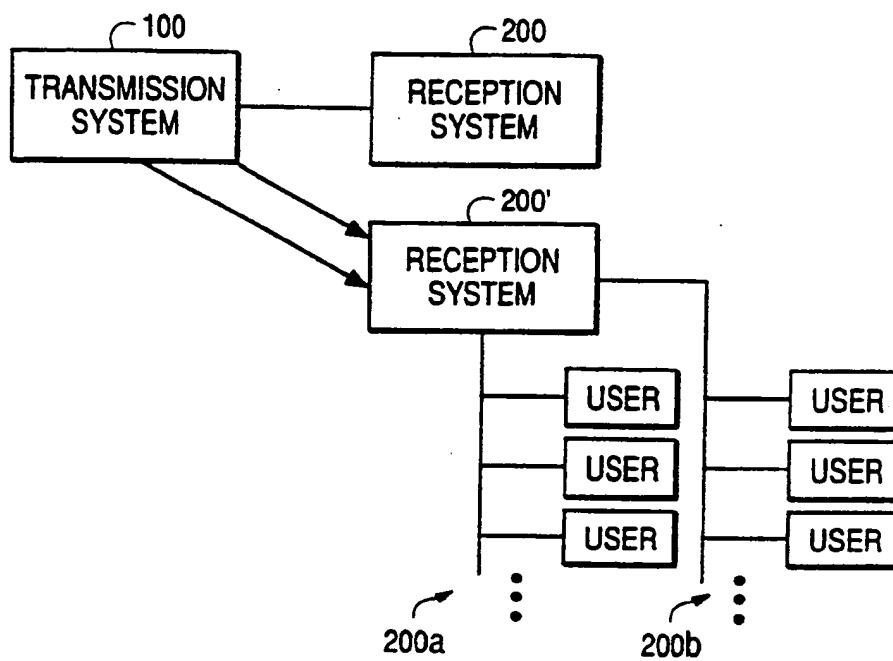 100
TRANSMISSION
SYSTEM
200
RECEPTION
SYSTEM
200'
RECEPTION
SYSTEM
USER
USER
USER
USER
USER
USER
200a
200b